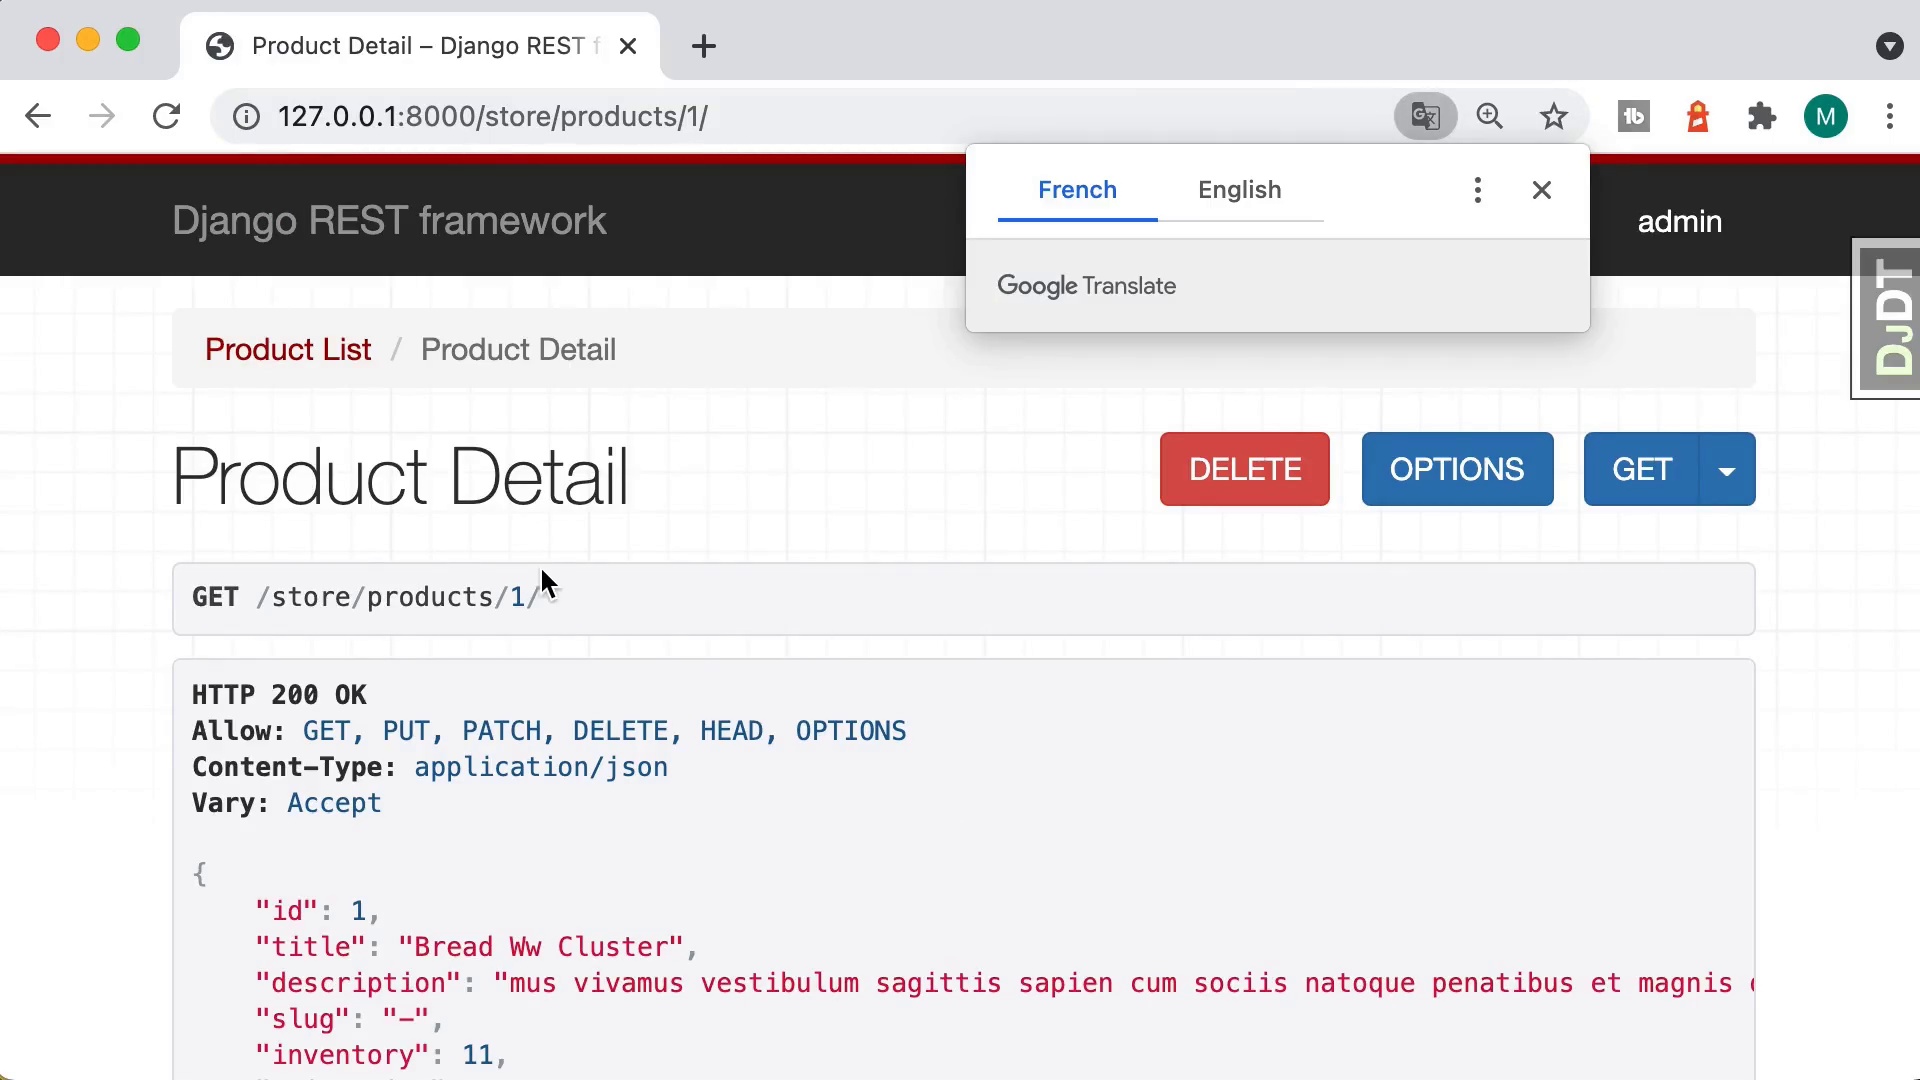 Product Detail – Django REST f
127.0.0.1:8000/store/products/1/
M
French English
Google Translate
Django REST framework
admin
DJDT
Product List / Product Detail
Product Detail
DELETE OPTIONS GET
GET /store/products/1/
HTTP 200 OK
Allow: GET, PUT, PATCH, DELETE, HEAD, OPTIONS
Content-Type: application/json
Vary: Accept
{
"id": 1,
"title": "Bread Ww Cluster",
"description": "mus vivamus vestibulum sagittis sapien cum sociis natoque penatibus et magnis
"slug": "-",
"inventory": 11,